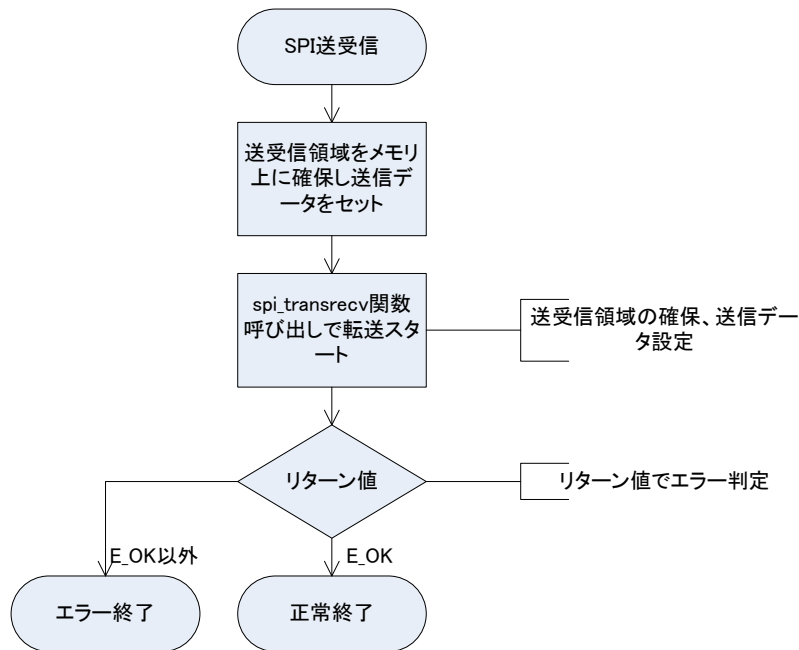 SPI送受信
送受信領域をメモリ
上に確保し送信デ
ータをセット
spi_transrecv関数
呼び出しで転送スタ
ート
送受信領域の確保、送信デー
タ設定
リターン値
リターン値でエラー判定
E_OK以外
E_OK
エラー終了
正常終了